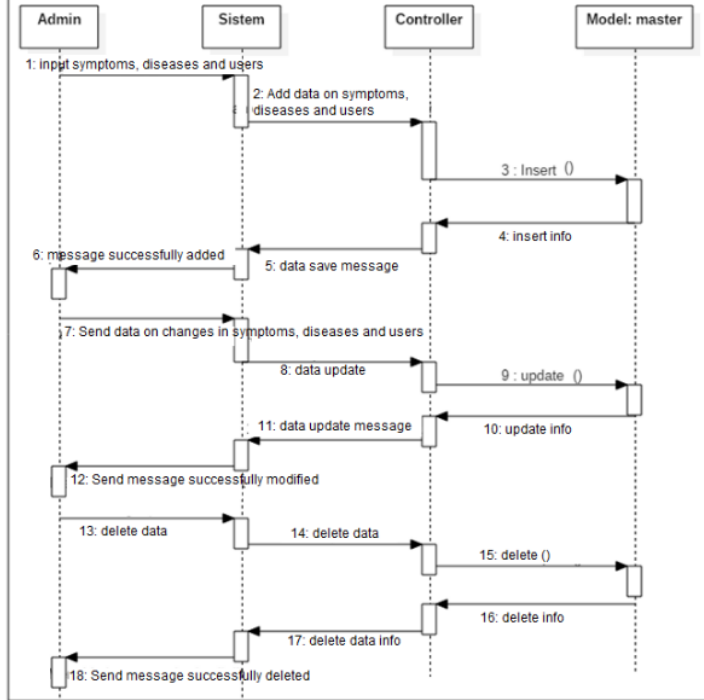 Admin
Sistem
Controller
Model: master
1: input symptoms, diseases and users
2: Add data on symptoms,
diseases and users
3 : Insert ()
4: insert info
5: data save message
6: message successfully added
7: Send data on changes in symptoms, diseases and users
8: data update
9 : update ()
10: update info
11: data update message
12: Send message successfully modified
13: delete data
14: delete data
15: delete ()
16: delete info
17: delete data info
18: Send message successfully deleted